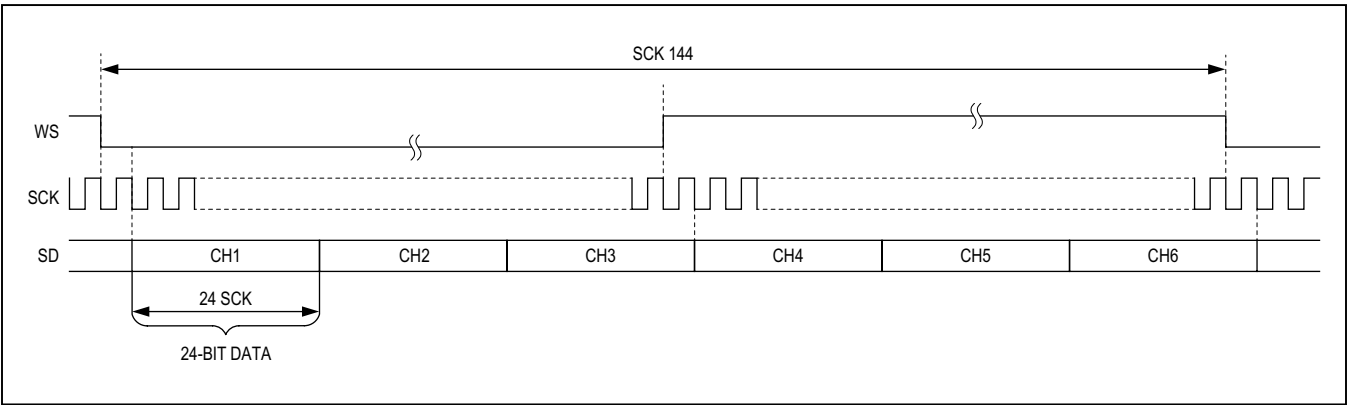 SCK 144
WS
SCK
SD CH1 CH2 CH3 CH4 CH5 CH6
24 SCK
24-BIT DATA